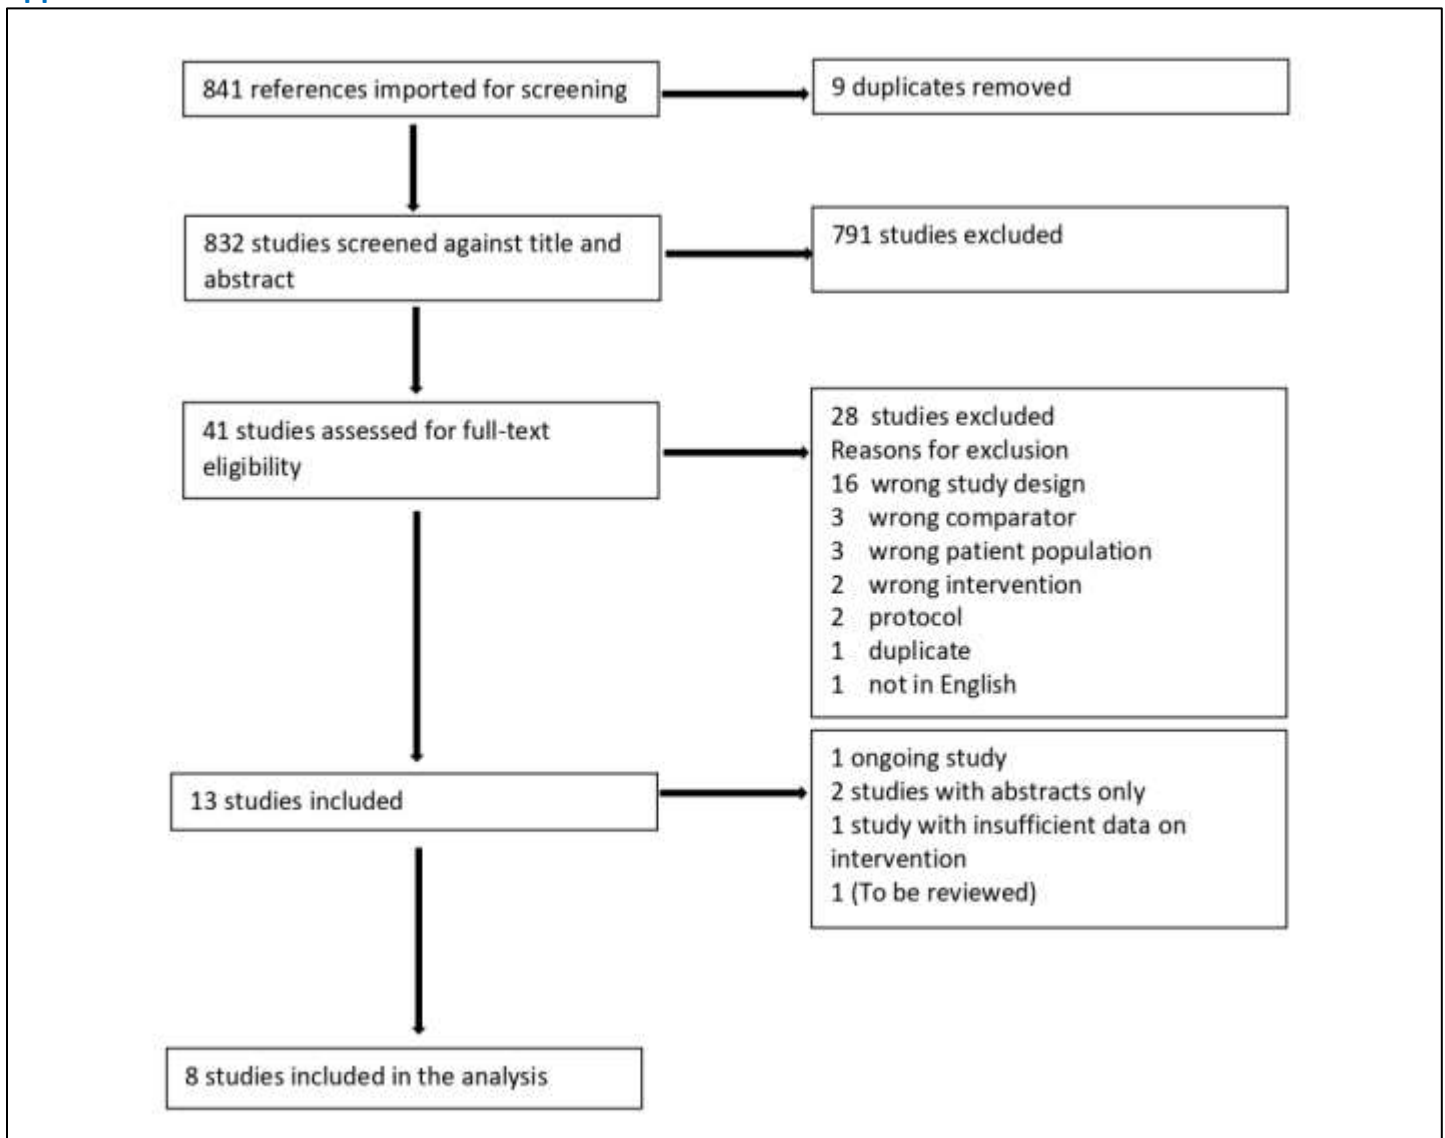 841 references imported for screening
9 duplicates removed
832 studies screened against title and
abstract
791 studies excluded
41 studies assessed for full-text
eligibility
28 studies excluded
Reasons for exclusion
16 wrong study design
3 wrong comparator
3 wrong patient population
2 wrong intervention
2 protocol
1 duplicate
1 not in English
13 studies included
1 ongoing study
2 studies with abstracts only
1 study with insufficient data on
intervention
1 (To be reviewed)
8 studies included in the analysis